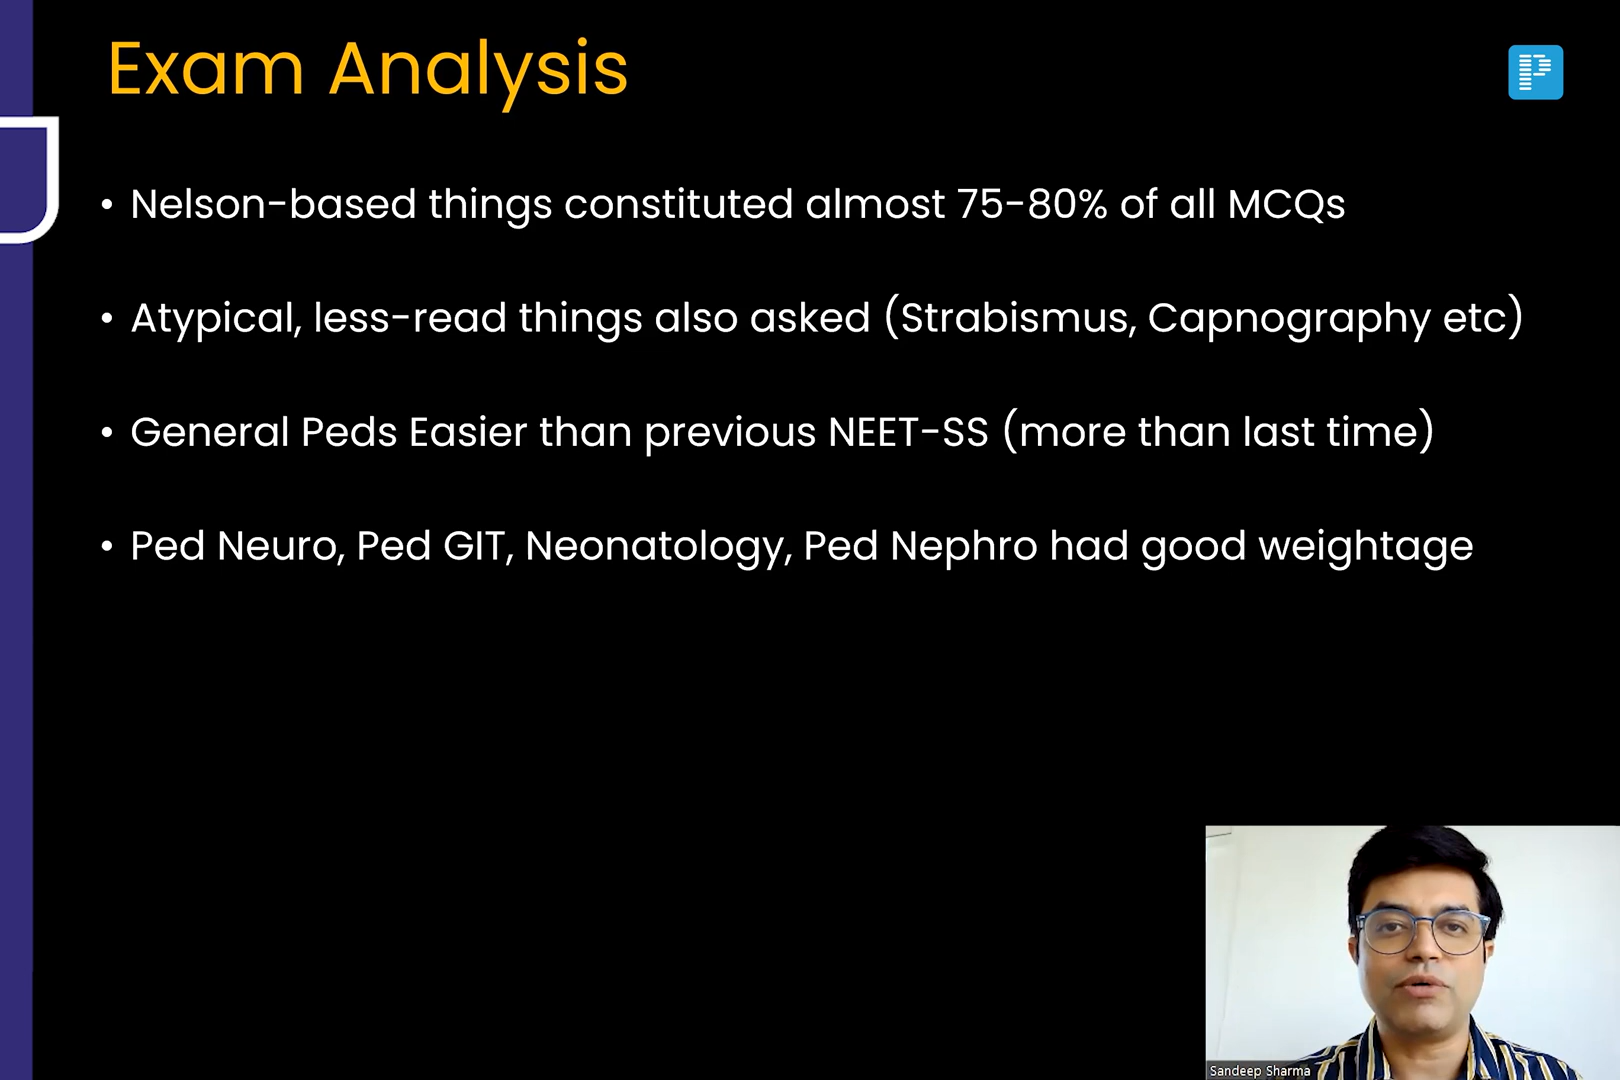 Exam Analysis
• Nelson-based things constituted almost 75-80% of all MCQs
• Atypical, less-read things also asked (Strabismus, Capnography etc)
• General Peds Easier than previous NEET-SS (more than last time)
• Ped Neuro, Ped GIT, Neonatology, Ped Nephro had good weightage
Sandeep Sharma